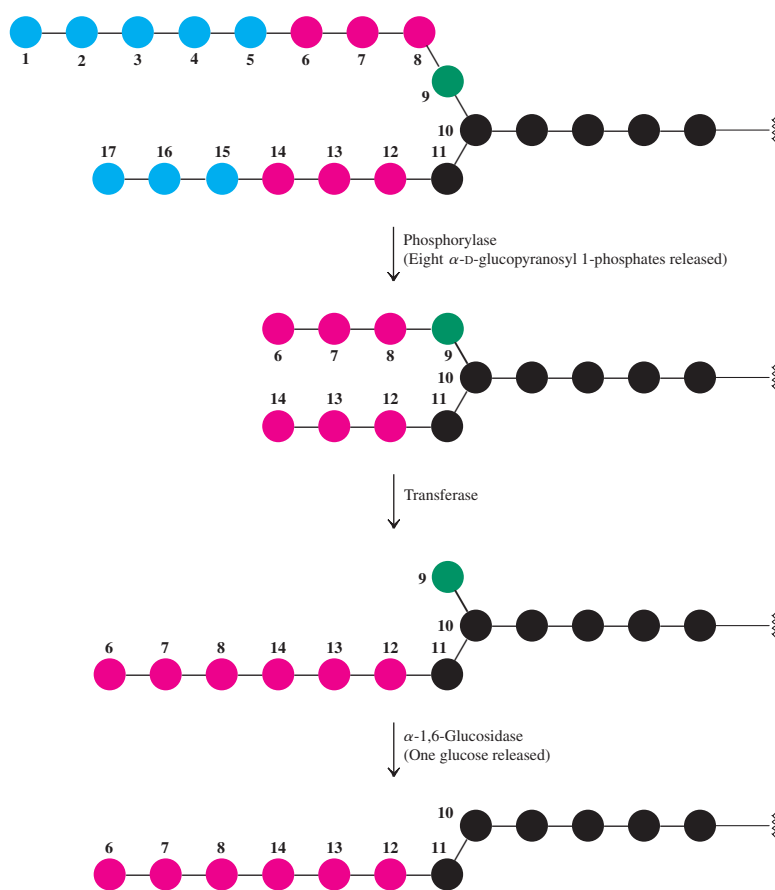 1 2 3 4 5 6 7 8
9
10
17 16 15 14 13 12 11
Phosphorylase
(Eight α-D-glucopyranosyl 1-phosphates released)
6 7 8 9
10
14 13 12 11
Transferase
9
10
6 7 8 14 13 12 11
α-1,6-Glucosidase
(One glucose released)
10
6 7 8 14 13 12 11